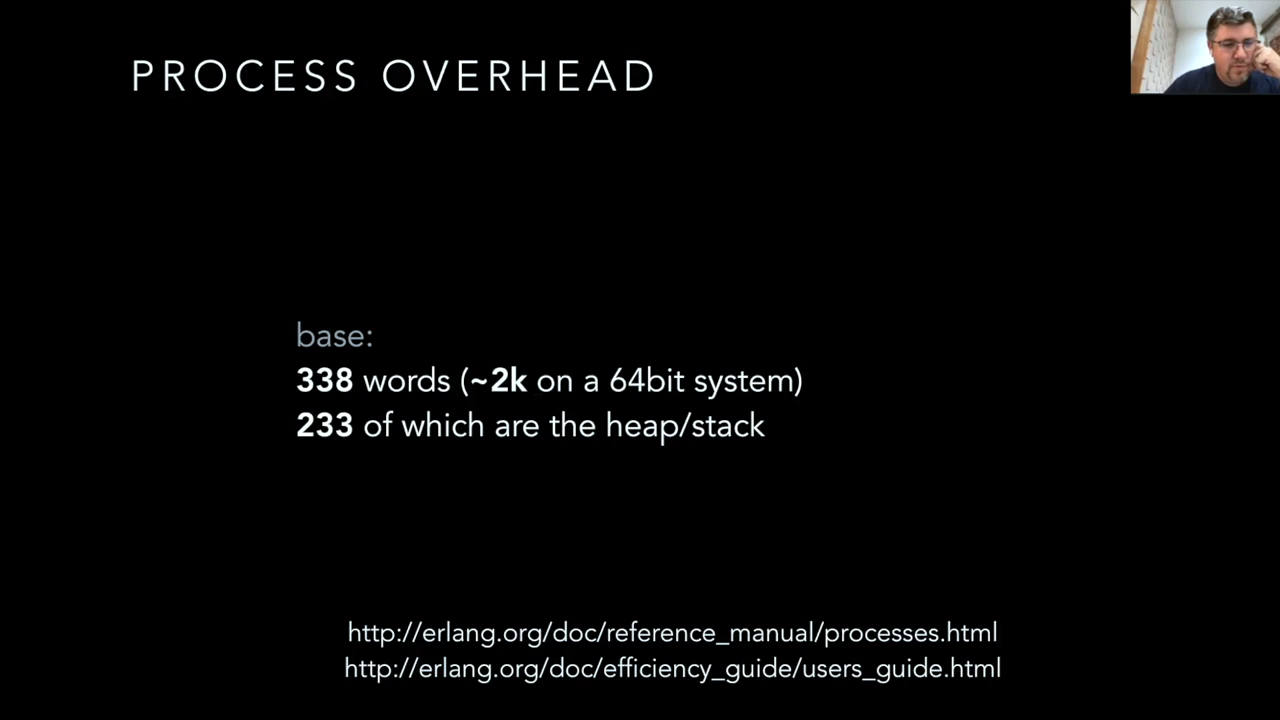 PROCESS OVERHEAD
base:
338 words (~2k on a 64bit system)
233 of which are the heap/stack
http://erlang.org/doc/reference_manual/processes.html
http://erlang.org/doc/efficiency_guide/users_guide.html